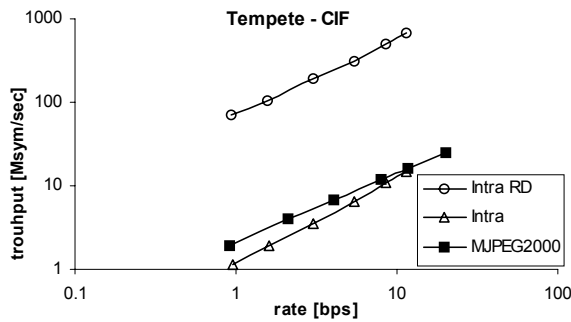 Tempete - CIF
trouhput [Msym/sec]
1000
100
10
1
0.1
1
10
100
rate [bps]
Intra RD
Intra
MJPEG2000